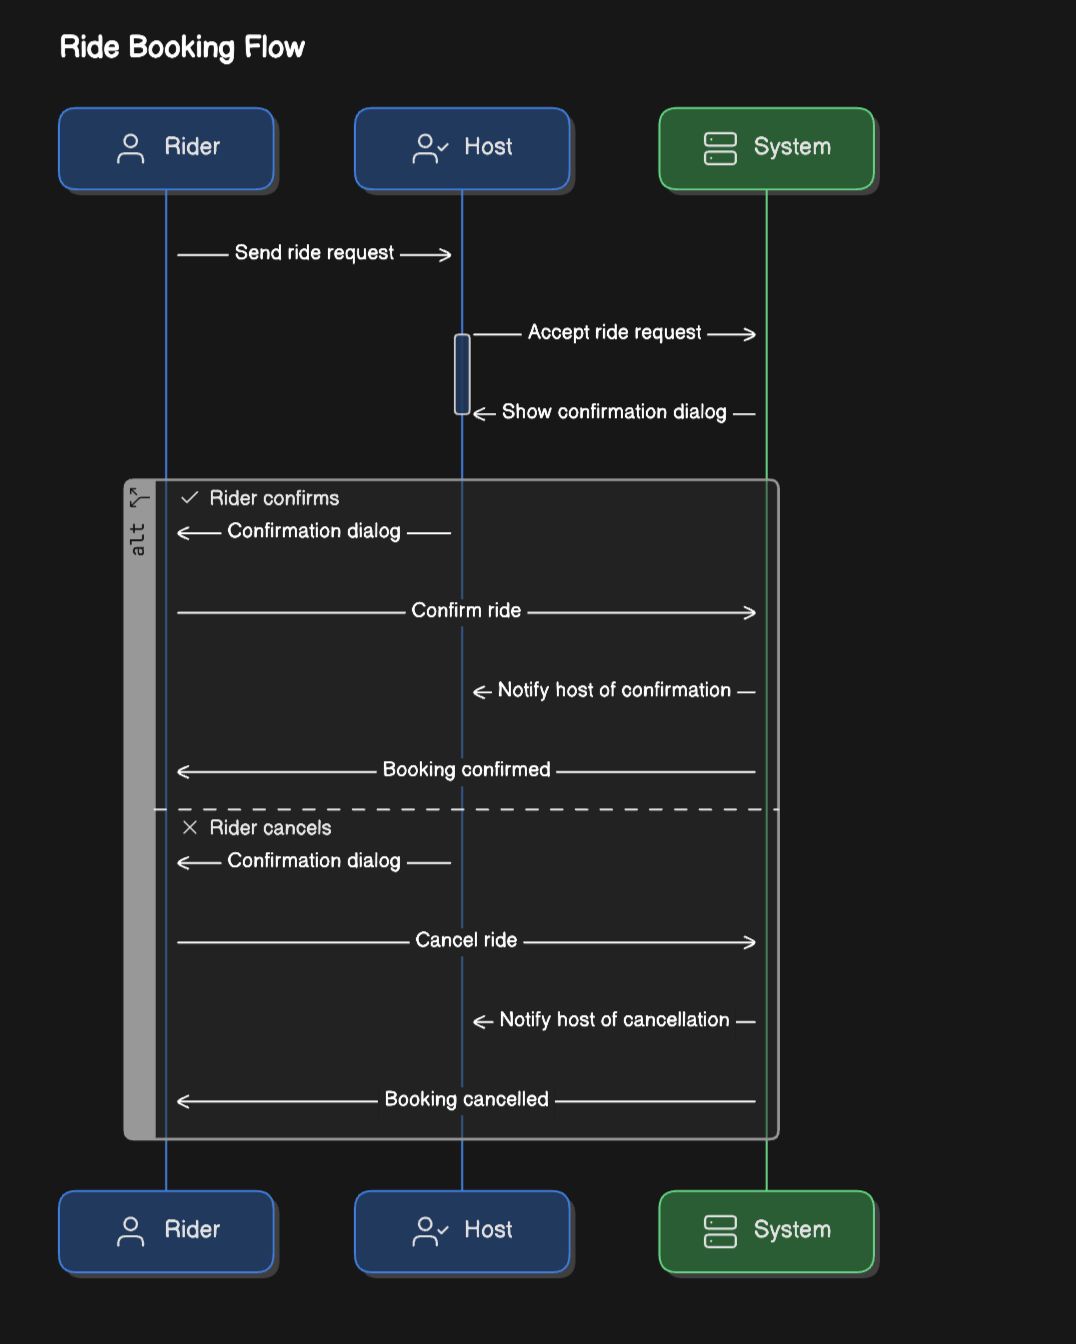 Ride Booking Flow
Rider
Host
System
Send ride request
Accept ride request
Show confirmation dialog
alt
Rider confirms
Confirmation dialog
Confirm ride
Notify host of confirmation
Booking confirmed
Rider cancels
Confirmation dialog
Cancel ride
Notify host of cancellation
Booking cancelled
Rider
Host
System